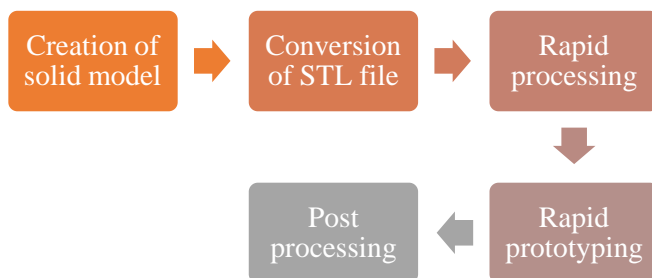 Creation of
solid model
Conversion
of STL file
Rapid
processing
Rapid
prototyping
Post
processing